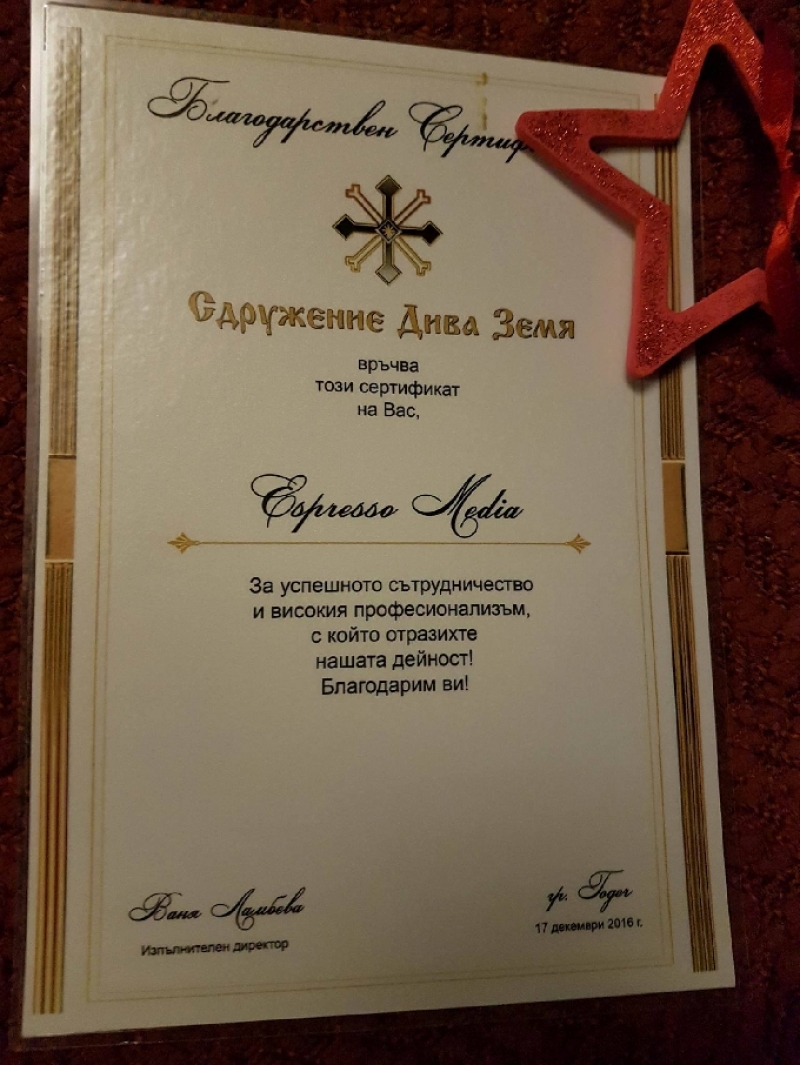 Благодарствен Сертиф
Сдружение Дива Земя
връчва
този сертификат
на Вас,
Espresso Media
За успешното сътрудничество
и високия професионализъм,
с който отразихте
нашата дейност!
Благодарим ви!
Ваня Ламбева
Изпълнителен директор
гр. Годеч
17 декември 2016 г.